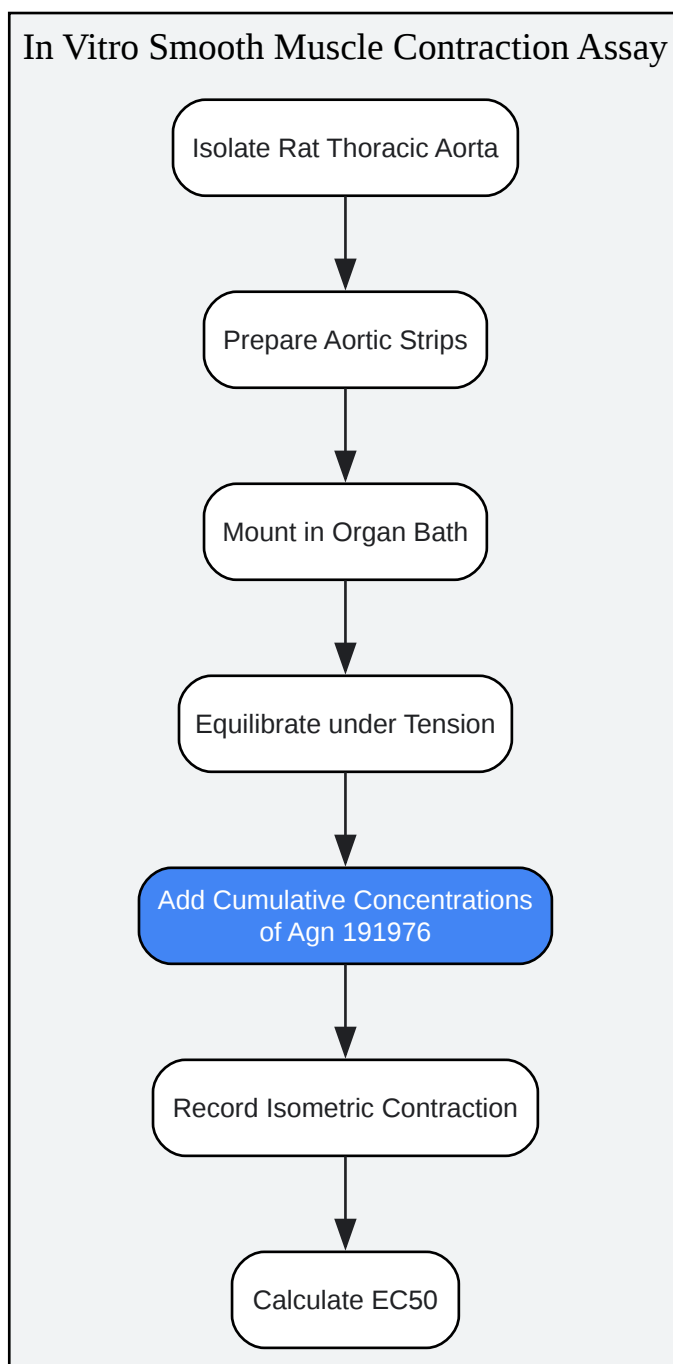 In Vitro Smooth Muscle Contraction Assay
Isolate Rat Thoracic Aorta
Prepare Aortic Strips
Mount in Organ Bath
Equilibrate under Tension
Add Cumulative Concentrations
of Agn 191976
Record Isometric Contraction
Calculate EC50